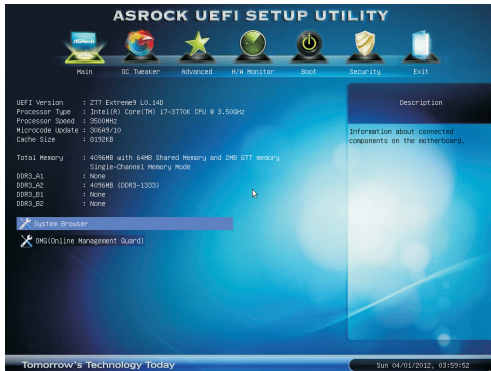 ASROCK UEFI SETUP UTILITY
ASRock
Main OC Tweaker Advanced H/W Monitor Boot Security Exit
UEFI Version : Z77 Extreme9 L0.14D
Processor Type : Intel(R) Core(TM) i7-3770K CPU @ 3.50GHz
Processor Speed : 3500MHz
Microcode Update : 306A9/10
Cache Size : 8192KB
Total Memory : 4096MB with 64MB Shared Memory and 2MB GTT memory
Single-Channel Memory Mode
DDR3_A1 : None
DDR3_A2 : 4096MB (DDR3-1333)
DDR3_B1 : None
DDR3_B2 : None
System Browser
OMG(Online Management Guard)
Description
Information about connected
components on the motherboard.
Tomorrow's Technology Today
Sun 04/01/2012, 03:59:52